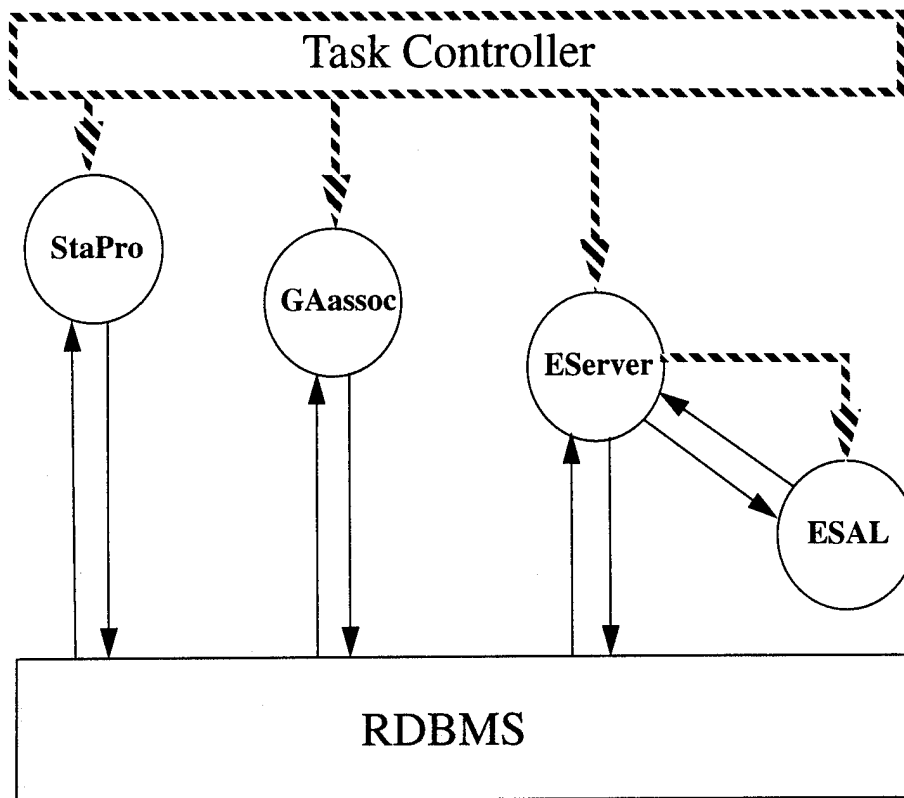 Task Controller
StaPro
GAassoc
EServer
ESAL
RDBMS